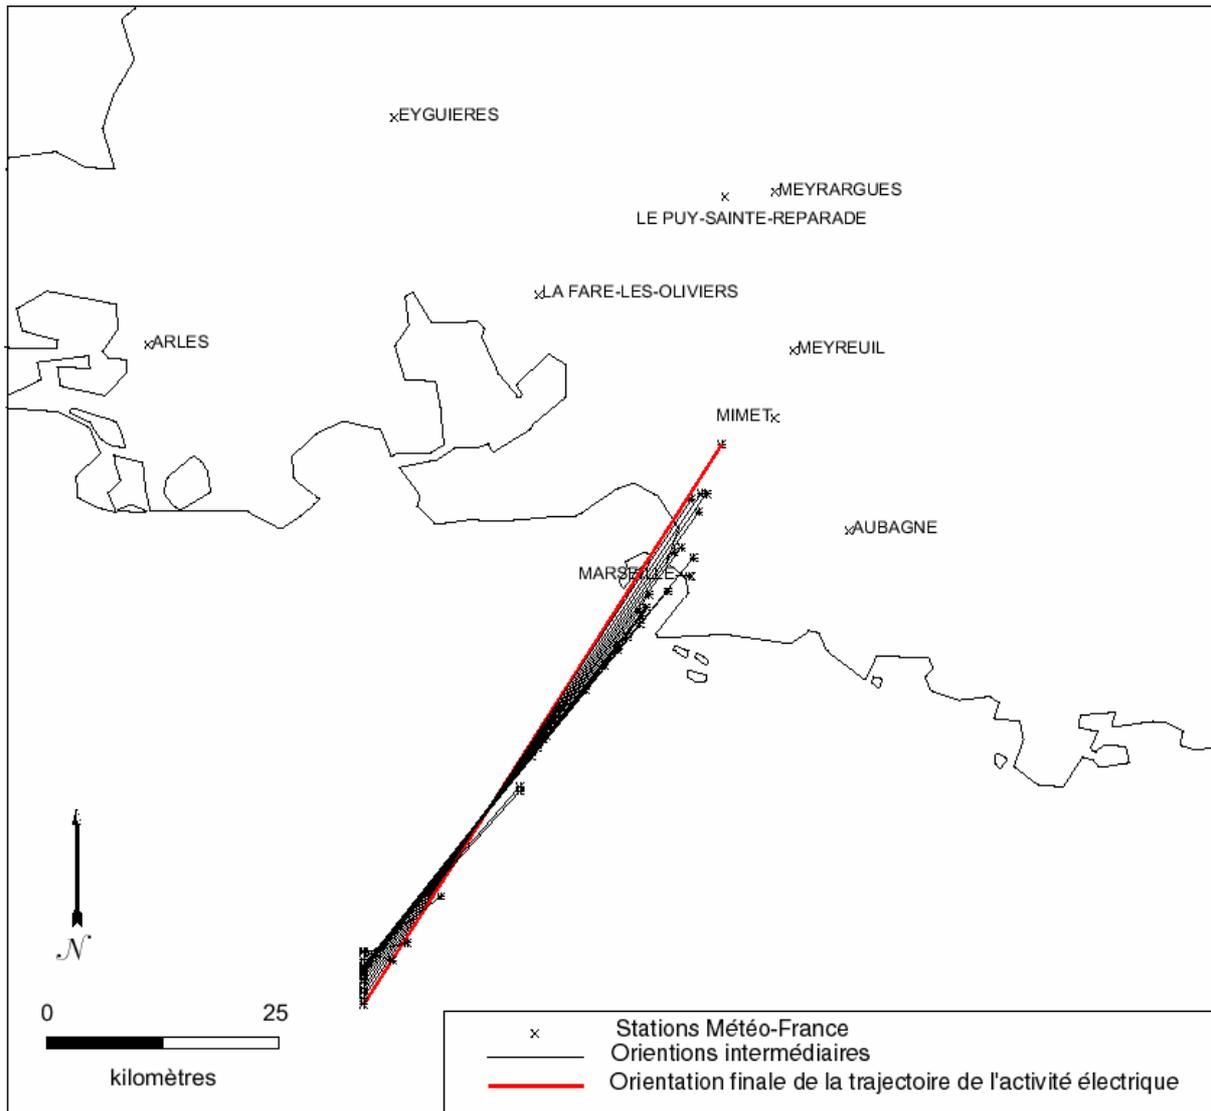 EYGUIERES
MEYRARGUES
LE PUY-SAINTE-REPARADE
LA FARE-LES-OLIVIERS
ARLES
MEYREUIL
MIMET
AUBAGNE
MARSEILLE
N
0 25
kilomètres
Stations Météo-France
Orientions intermédiaires
Orientation finale de la trajectoire de l'activité électrique